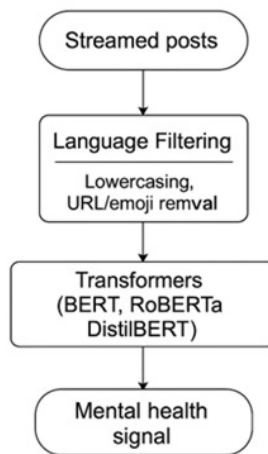 Streamed posts
Language Filtering
Lowercasing,
URL/emoji remval
Transformers
(BERT, RoBERTa
DistilBERT)
Mental health
signal